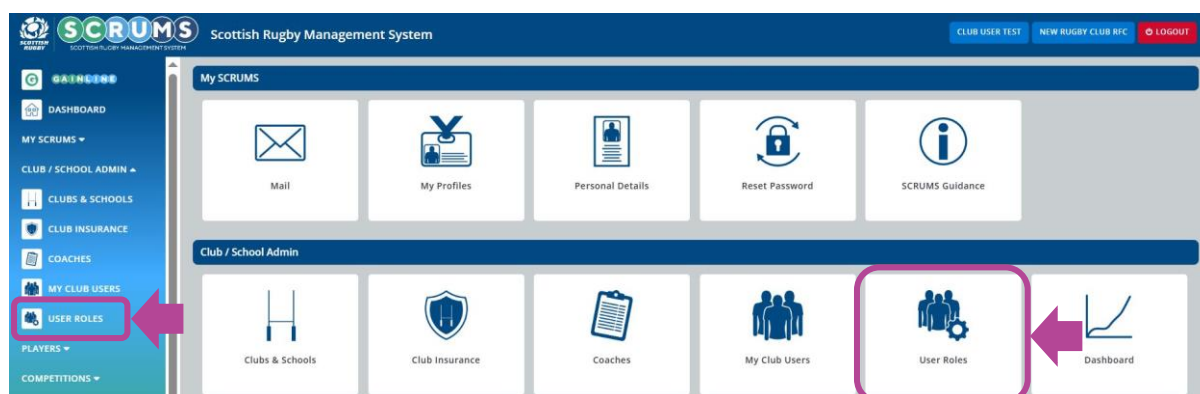 SCOTTISH RUGBY
SCRUMS
SCOTTISH RUGBY MANAGEMENT SYSTEM
Scottish Rugby Management System
CLUB USER TEST
NEW RUGBY CLUB RFC
LOGOUT
GAINLINE
DASHBOARD
MY SCRUMS
CLUB / SCHOOL ADMIN
CLUBS & SCHOOLS
CLUB INSURANCE
COACHES
MY CLUB USERS
USER ROLES
PLAYERS
COMPETITIONS
My SCRUMS
Mail
My Profiles
Personal Details
Reset Password
SCRUMS Guidance
Club / School Admin
Clubs & Schools
Club Insurance
Coaches
My Club Users
User Roles
Dashboard